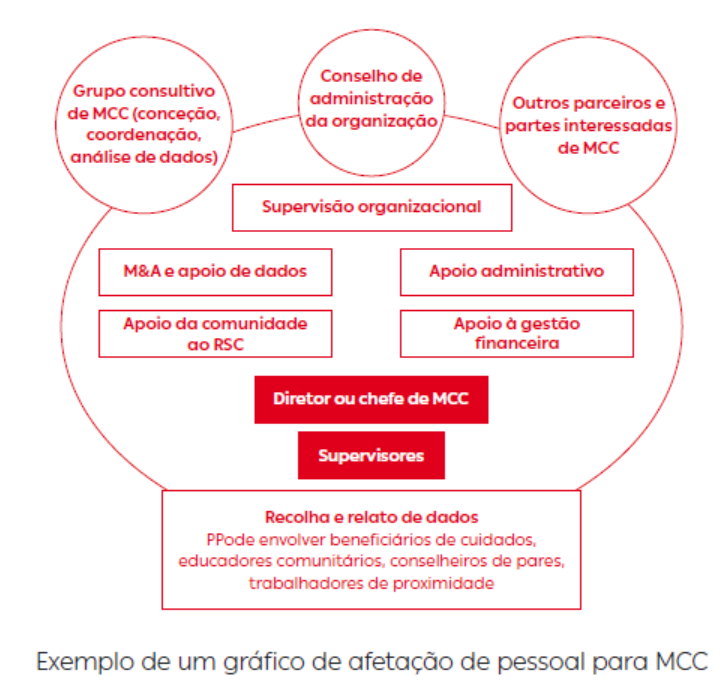 Grupo consultivo
de MCC (conceção,
coordenação,
análise de dados)
Conselho de
administração
da organização
Outros parceiros e
partes interessadas
de MCC
Supervisão organizacional
M&A e apoio de dados
Apoio administrativo
Apoio da comunidade
ao RSC
Apoio à gestão
financeira
Diretor ou chefe de MCC
Supervisores
Recolha e relato de dados
PPode envolver beneficiários de cuidados,
educadores comunitários, conselheiros de pares,
trabalhadores de proximidade
Exemplo de um gráfico de afetação de pessoal para MCC